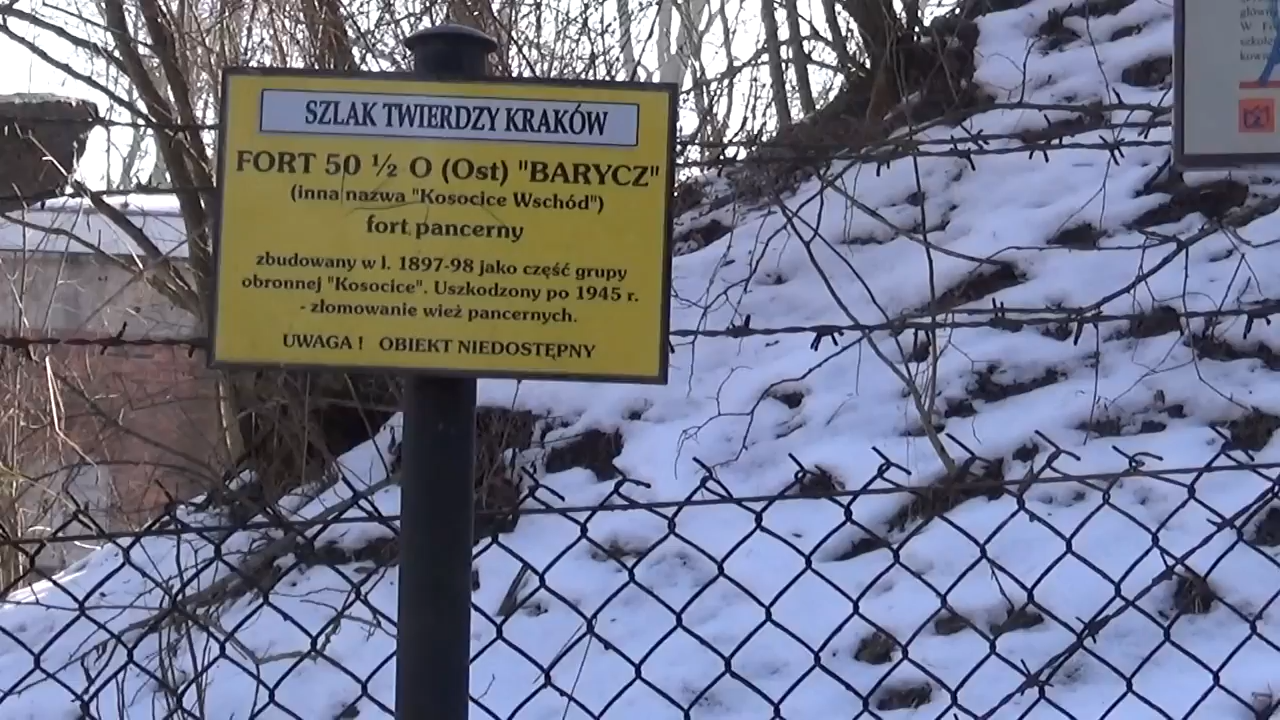 SZLAK TWIERDZY KRAKÓW
FORT 50 ½ O (Ost) "BARYCZ"
(inna nazwa "Kosocice Wschód")
fort pancerny
zbudowany w l. 1897-98 jako część grupy
obronnej "Kosocice". Uszkodzony po 1945 r.
- złomowanie wież pancernych.
UWAGA ! OBIEKT NIEDOSTĘPNY